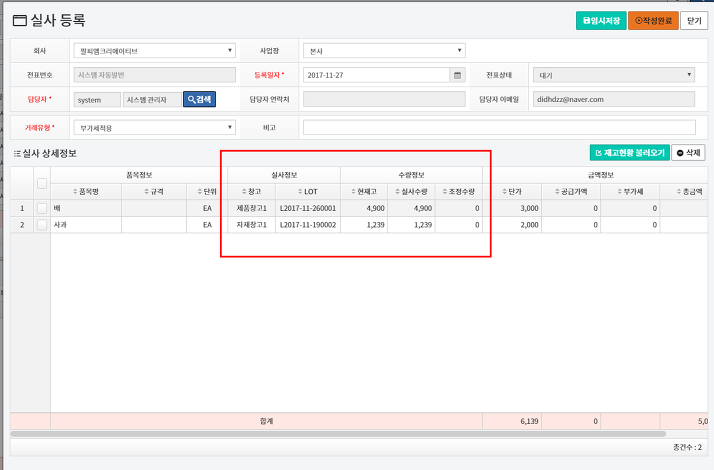 실사 등록
임시저장 작성완료 닫기
회사 팔피엠크리에이티브 사업장 본사
전표번호 시스템 자동발번 등록일자* 2017-11-27 전표상태 대기
담당자* system 시스템 관리자 검색 담당자 연락처 담당자 이메일 didhdzz@naver.com
거래유형* 부가세적용 비고
실사 상세정보 재고현황 불러오기 삭제
품목정보 실사정보 수량정보 금액정보
품목명 규격 단위 창고 LOT 현재고 실사수량 조정수량 단가 공급가액 부가세 총금액
1 배 EA 제품창고1 L2017-11-260001 4,900 4,900 0 3,000 0 0
2 사과 EA 자재창고1 L2017-11-190002 1,239 1,239 0 2,000 0 0
합계 6,139 0 5,0
총건수 : 2